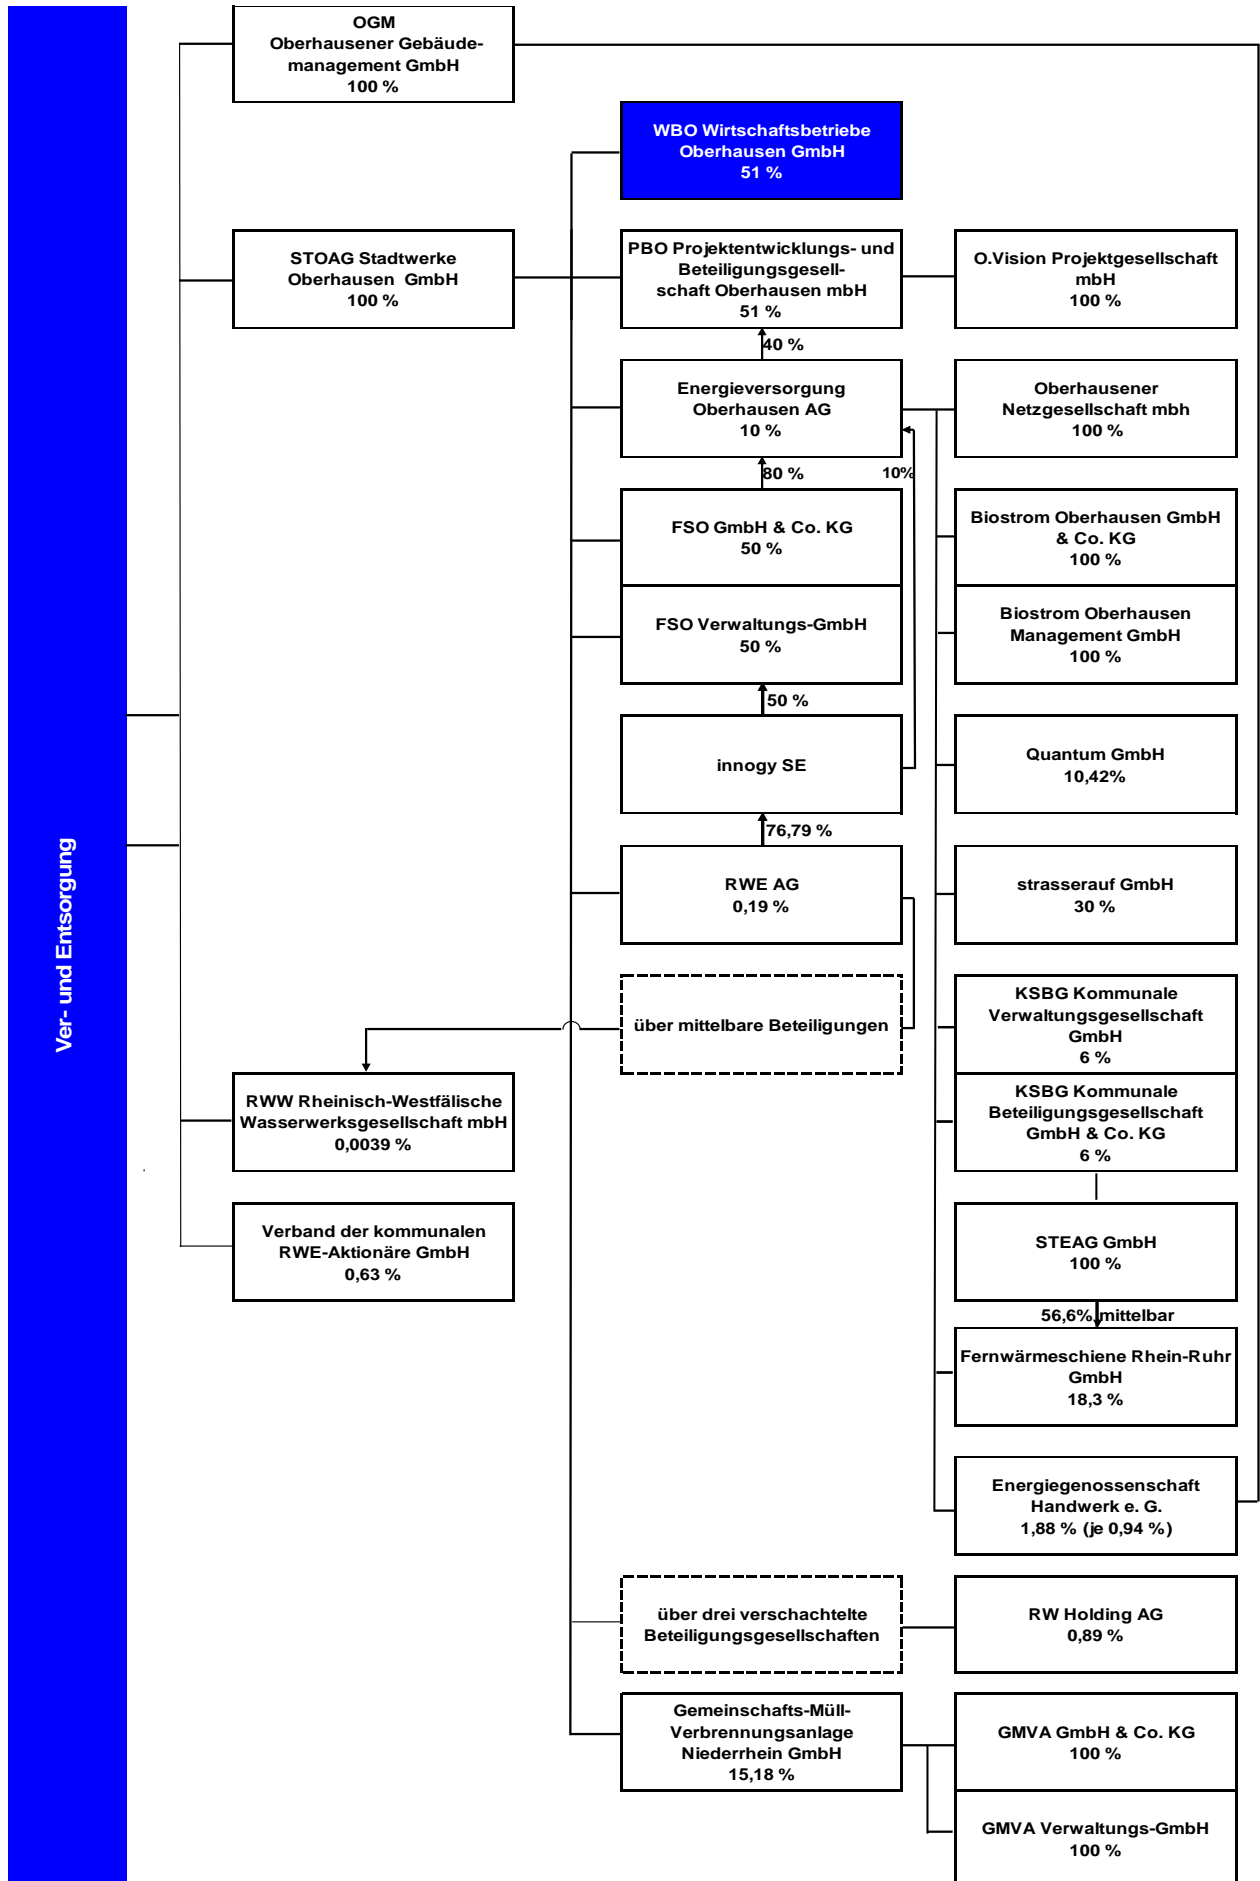 Ver- und Entsorgung
OGM
Oberhausener Gebäude-
management GmbH
100 %
WBO Wirtschaftsbetriebe
Oberhausen GmbH
51 %
STOAG Stadtwerke
Oberhausen GmbH
100 %
PBO Projektentwicklungs- und
Beteiligungsgesell-
schaft Oberhausen mbH
51 %
O.Vision Projektgesellschaft
mbH
100 %
40 %
Energieversorgung
Oberhausen AG
10 %
Oberhausener
Netzgesellschaft mbh
100 %
80 %
10%
FSO GmbH & Co. KG
50 %
Biostrom Oberhausen GmbH
& Co. KG
100 %
FSO Verwaltungs-GmbH
50 %
Biostrom Oberhausen
Management GmbH
100 %
50 %
innogy SE
Quantum GmbH
10,42%
76,79 %
RWE AG
0,19 %
strasserauf GmbH
30 %
über mittelbare Beteiligungen
KSBG Kommunale
Verwaltungsgesellschaft
GmbH
6 %
RWW Rheinisch-Westfälische
Wasserwerksgesellschaft mbH
0,0039 %
KSBG Kommunale
Beteiligungsgesellschaft
GmbH & Co. KG
6 %
Verband der kommunalen
RWE-Aktionäre GmbH
0,63 %
STEAG GmbH
100 %
56,6% mittelbar
Fernwärmeschiene Rhein-Ruhr
GmbH
18,3 %
Energiegenossenschaft
Handwerk e. G.
1,88 % (je 0,94 %)
über drei verschachtelte
Beteiligungsgesellschaften
RW Holding AG
0,89 %
Gemeinschafts-Müll-
Verbrennungsanlage
Niederrhein GmbH
15,18 %
GMVA GmbH & Co. KG
100 %
GMVA Verwaltungs-GmbH
100 %